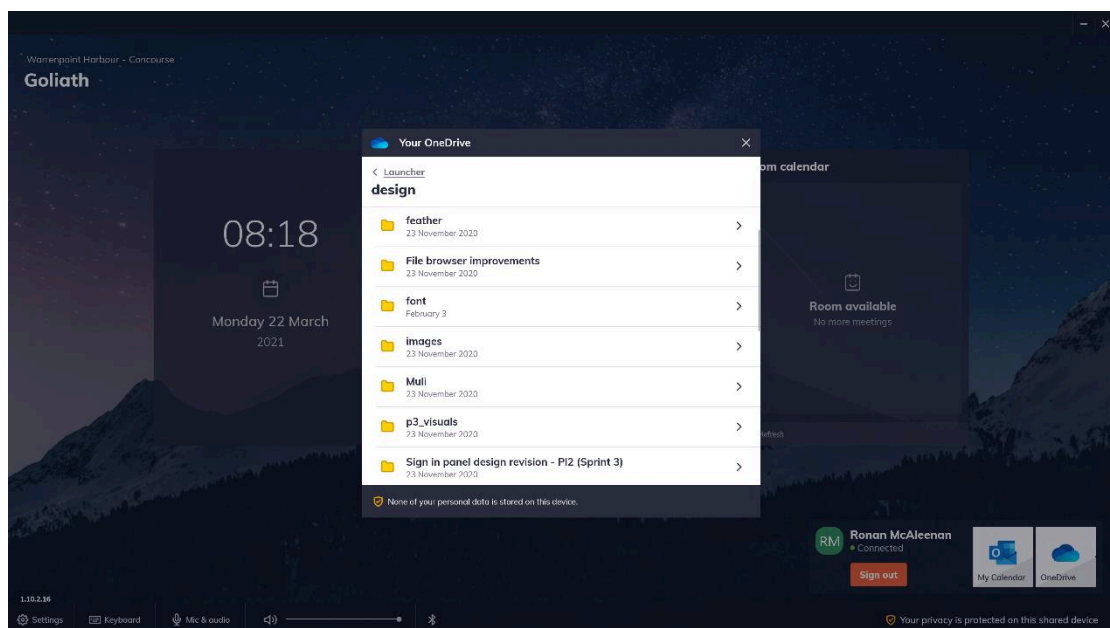 Warrenpoint Harbour - Concourse
Goliath
08:18
Monday 22 March
2021
Your OneDrive
Launcher
design
feather
23 November 2020
File browser improvements
23 November 2020
font
February 3
images
23 November 2020
Muli
23 November 2020
p3_visuals
23 November 2020
Sign in panel design revision - PI2 (Sprint 3)
23 November 2020
None of your personal data is stored on this device.
om calendar
Room available
No more meetings
Refresh
RM
Ronan McAleenan
Connected
Sign out
My Calendar
OneDrive
1.10.2.16
Settings
Keyboard
Mic & audio
Your privacy is protected on this shared device